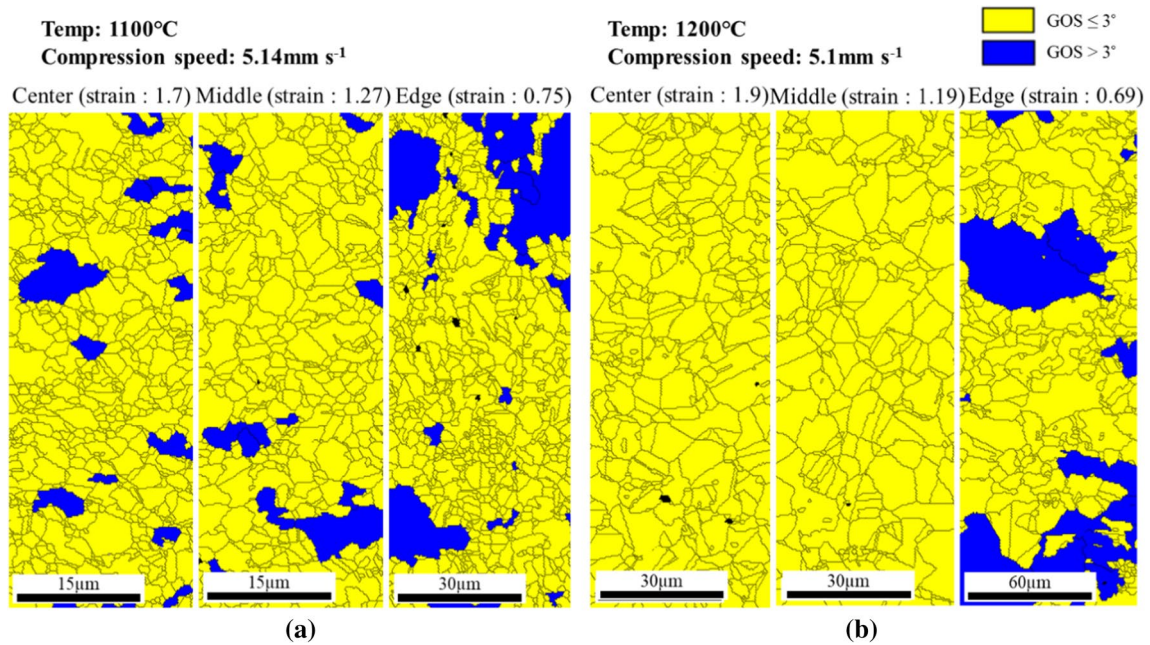 Temp: 1100°C
Compression speed: 5.14mm s-1
Center (strain : 1.7) Middle (strain : 1.27) Edge (strain : 0.75)
15μm
15μm
30μm
(a)
Temp: 1200°C
Compression speed: 5.1mm s-1
GOS ≤ 3°
GOS > 3°
Center (strain : 1.9) Middle (strain : 1.19) Edge (strain : 0.69)
30μm
30μm
60μm
(b)